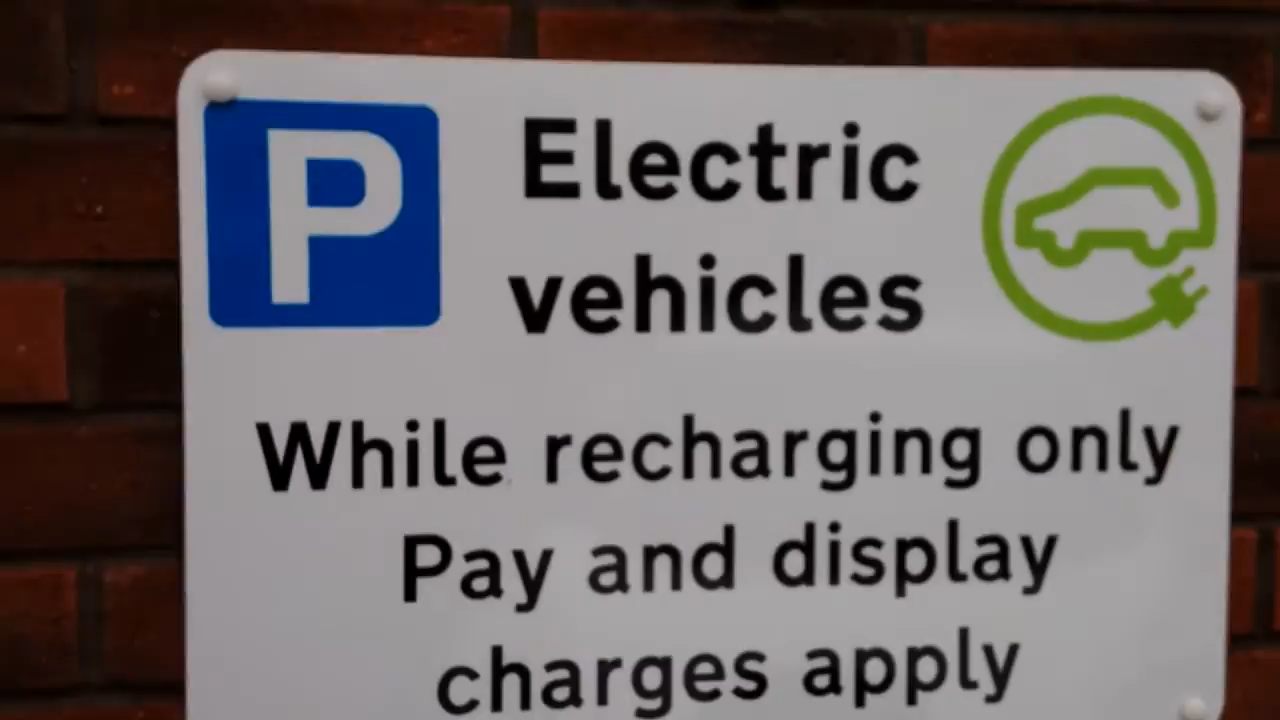 P
Electric
vehicles
While recharging only
Pay and display
charges apply